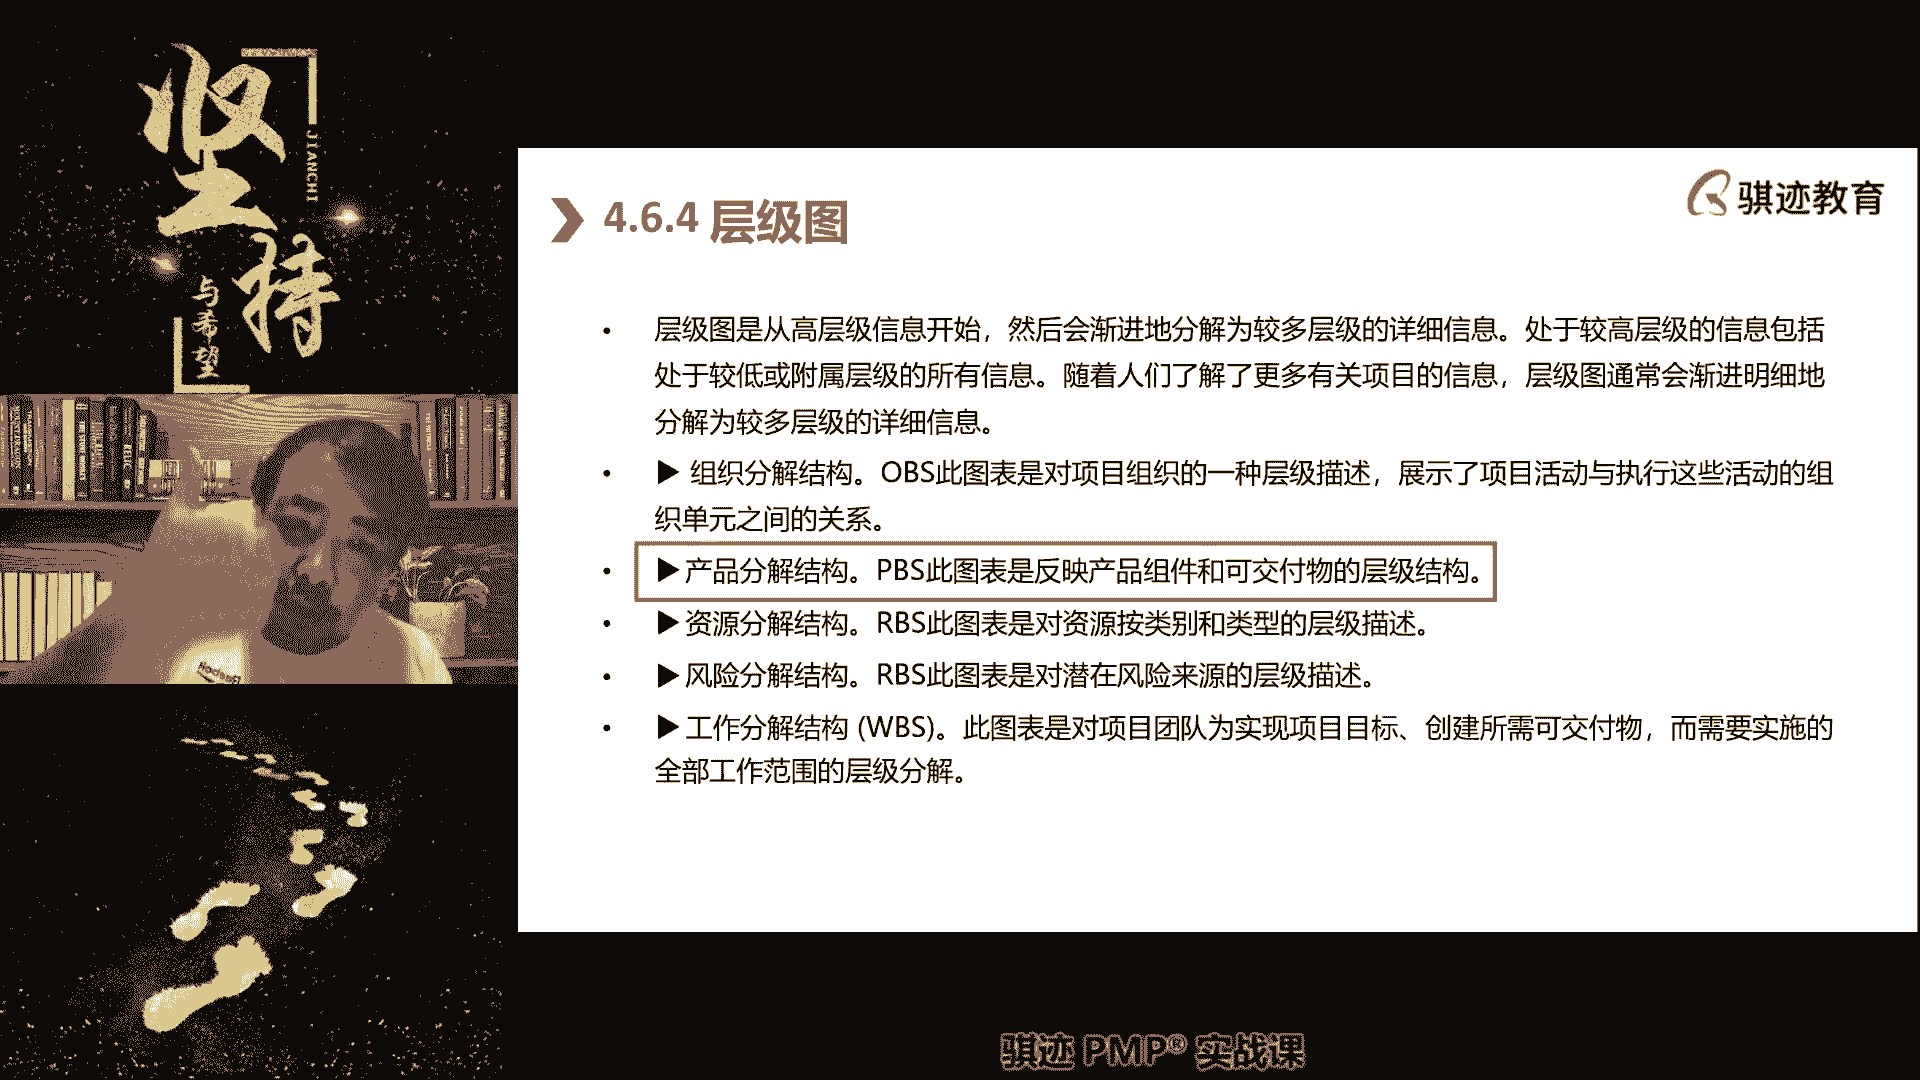 坚持
JIANCHI
与希望
骐迹教育
4.6.4 层级图
• 层级图是从高层级信息开始，然后会渐进地分解为较多层级的详细信息。处于较高层级的信息包括
处于较低或附属层级的所有信息。随着人们了解了更多有关项目的信息，层级图通常会渐进明细地
分解为较多层级的详细信息。
• ▶ 组织分解结构。OBS此图表是对项目组织的一种层级描述，展示了项目活动与执行这些活动的组
织单元之间的关系。
• ▶产品分解结构。PBS此图表是反映产品组件和可交付物的层级结构。
• ▶资源分解结构。RBS此图表是对资源按类别和类型的层级描述。
• ▶风险分解结构。RBS此图表是对潜在风险来源的层级描述。
• ▶工作分解结构 (WBS)。此图表是对项目团队为实现项目目标、创建所需可交付物，而需要实施的
全部工作范围的层级分解。
骐迹 PMP® 实战课